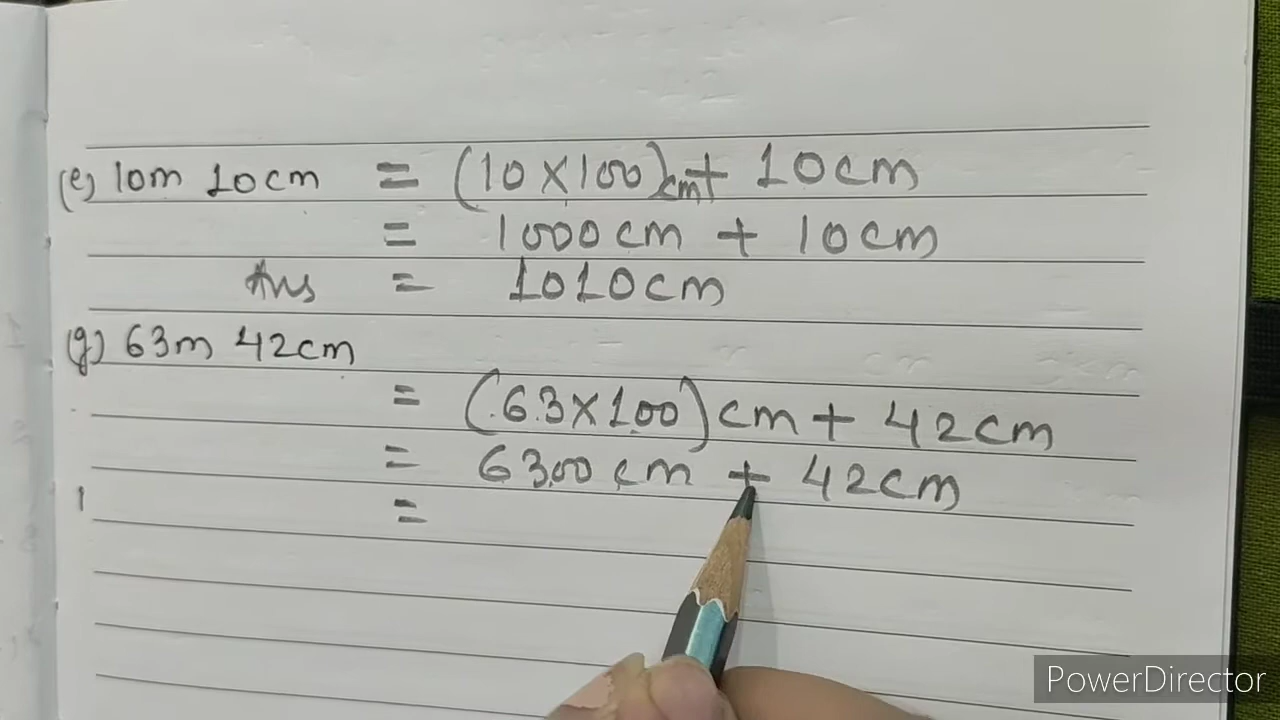 (e) 10m 10cm = (10×100)cm + 10cm
= 1000cm + 10cm
Ans = 1010cm
(g) 63m 42cm
= (63×100)cm + 42cm
= 6300cm + 42cm
=
PowerDirector